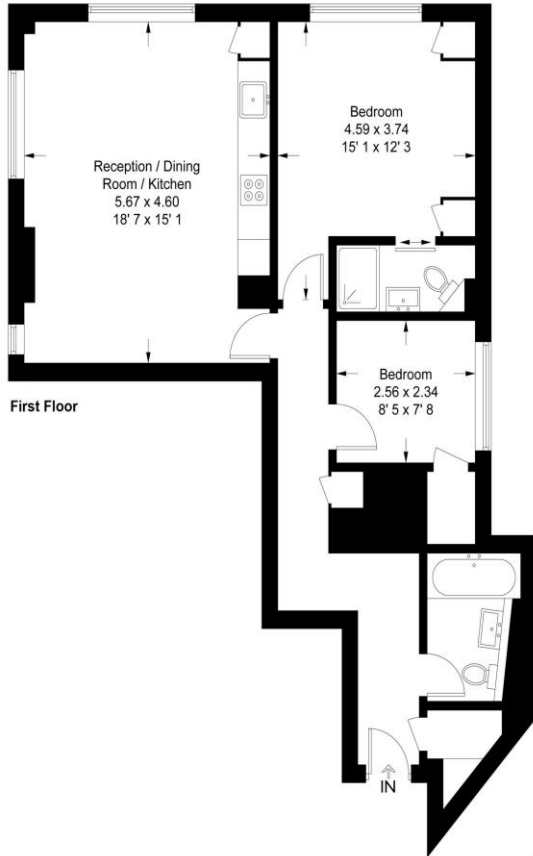 Reception / Dining
Room / Kitchen
5.67 x 4.60
18' 7 x 15' 1
Bedroom
4.59 x 3.74
15' 1 x 12' 3
Bedroom
2.56 x 2.34
8' 5 x 7' 8
First Floor
IN